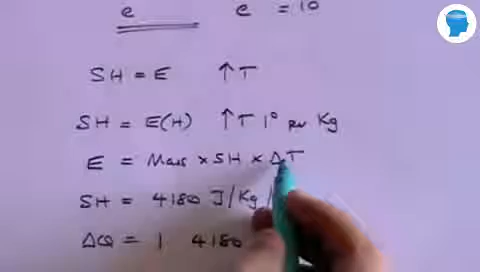 e e = 10
SH = E ↑T
SH = E(H) ↑T 1° per Kg
E = Mass × SH × ΔT
SH = 4180 J/Kg/
ΔQ = 1 4180